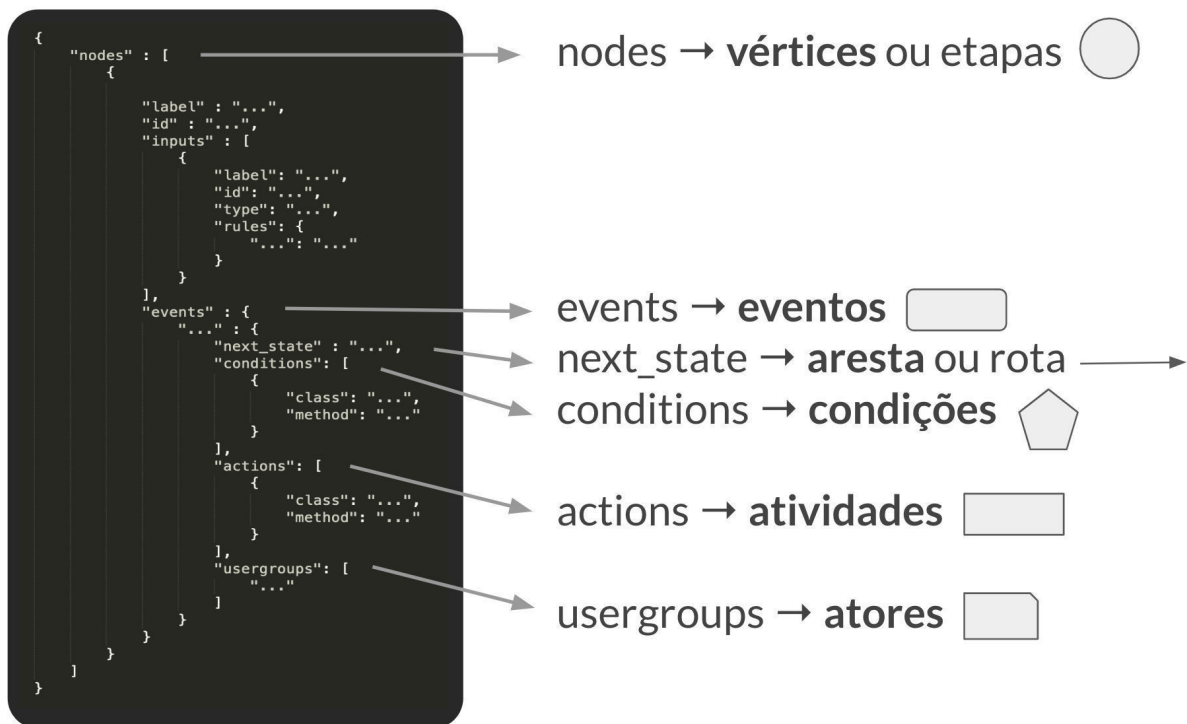 {
"nodes" : [
{
"label" : "...",
"id" : "...",
"inputs" : [
{
"label": "...",
"id": "...",
"type": "...",
"rules": {
"...": "..."
}
}
],
"events" : {
"..." : {
"next_state" : "...",
"conditions": [
{
"class": "...",
"method": "..."
}
],
"actions": [
{
"class": "...",
"method": "..."
}
],
"usergroups": [
"..."
]
}
}
}
]
}
nodes → vértices ou etapas
events → eventos
next_state → aresta ou rota
conditions → condições
actions → atividades
usergroups → atores